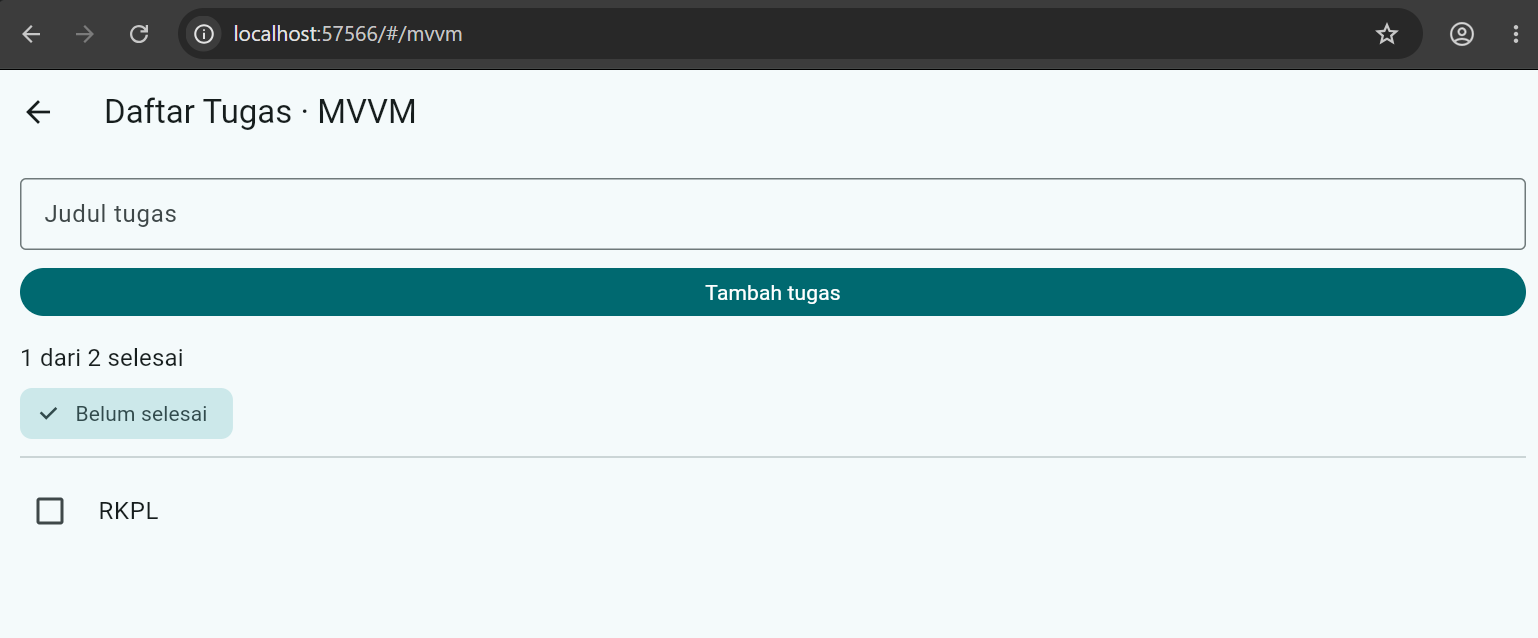 localhost:57566/#/mvvm
Daftar Tugas · MVVM
Judul tugas
Tambah tugas
1 dari 2 selesai
Belum selesai
RKPL